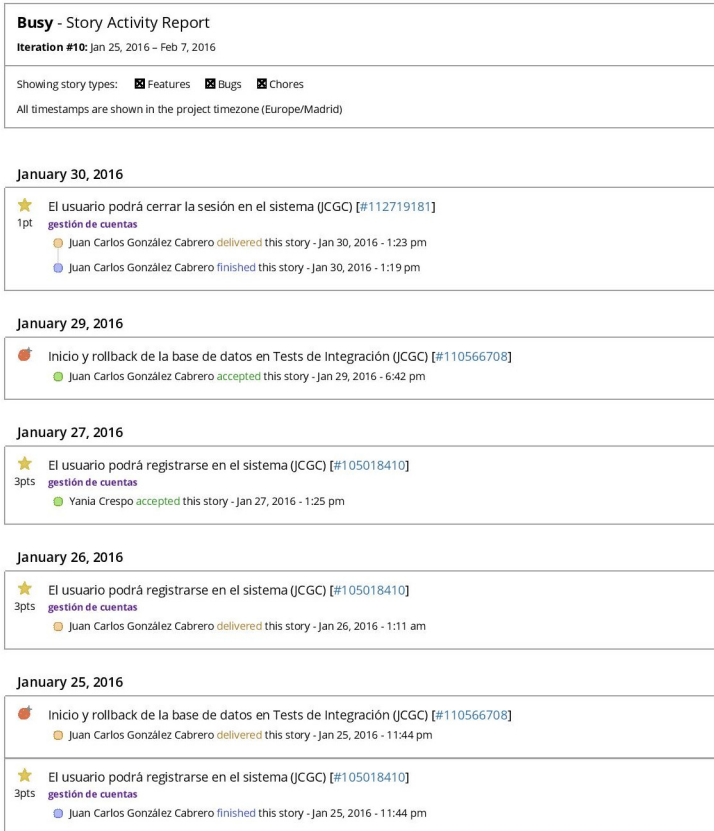 Busy - Story Activity Report
Iteration #10: Jan 25, 2016 – Feb 7, 2016
Showing story types: Features Bugs Chores
All timestamps are shown in the project timezone (Europe/Madrid)
January 30, 2016
El usuario podrá cerrar la sesión en el sistema (JCGC) [#112719181]
1pt gestión de cuentas
Juan Carlos González Cabrero delivered this story - Jan 30, 2016 - 1:23 pm
Juan Carlos González Cabrero finished this story - Jan 30, 2016 - 1:19 pm
January 29, 2016
Inicio y rollback de la base de datos en Tests de Integración (JCGC) [#110566708]
Juan Carlos González Cabrero accepted this story - Jan 29, 2016 - 6:42 pm
January 27, 2016
El usuario podrá registrarse en el sistema (JCGC) [#105018410]
3pts gestión de cuentas
Yania Crespo accepted this story - Jan 27, 2016 - 1:25 pm
January 26, 2016
El usuario podrá registrarse en el sistema (JCGC) [#105018410]
3pts gestión de cuentas
Juan Carlos González Cabrero delivered this story - Jan 26, 2016 - 1:11 am
January 25, 2016
Inicio y rollback de la base de datos en Tests de Integración (JCGC) [#110566708]
Juan Carlos González Cabrero delivered this story - Jan 25, 2016 - 11:44 pm
El usuario podrá registrarse en el sistema (JCGC) [#105018410]
3pts gestión de cuentas
Juan Carlos González Cabrero finished this story - Jan 25, 2016 - 11:44 pm